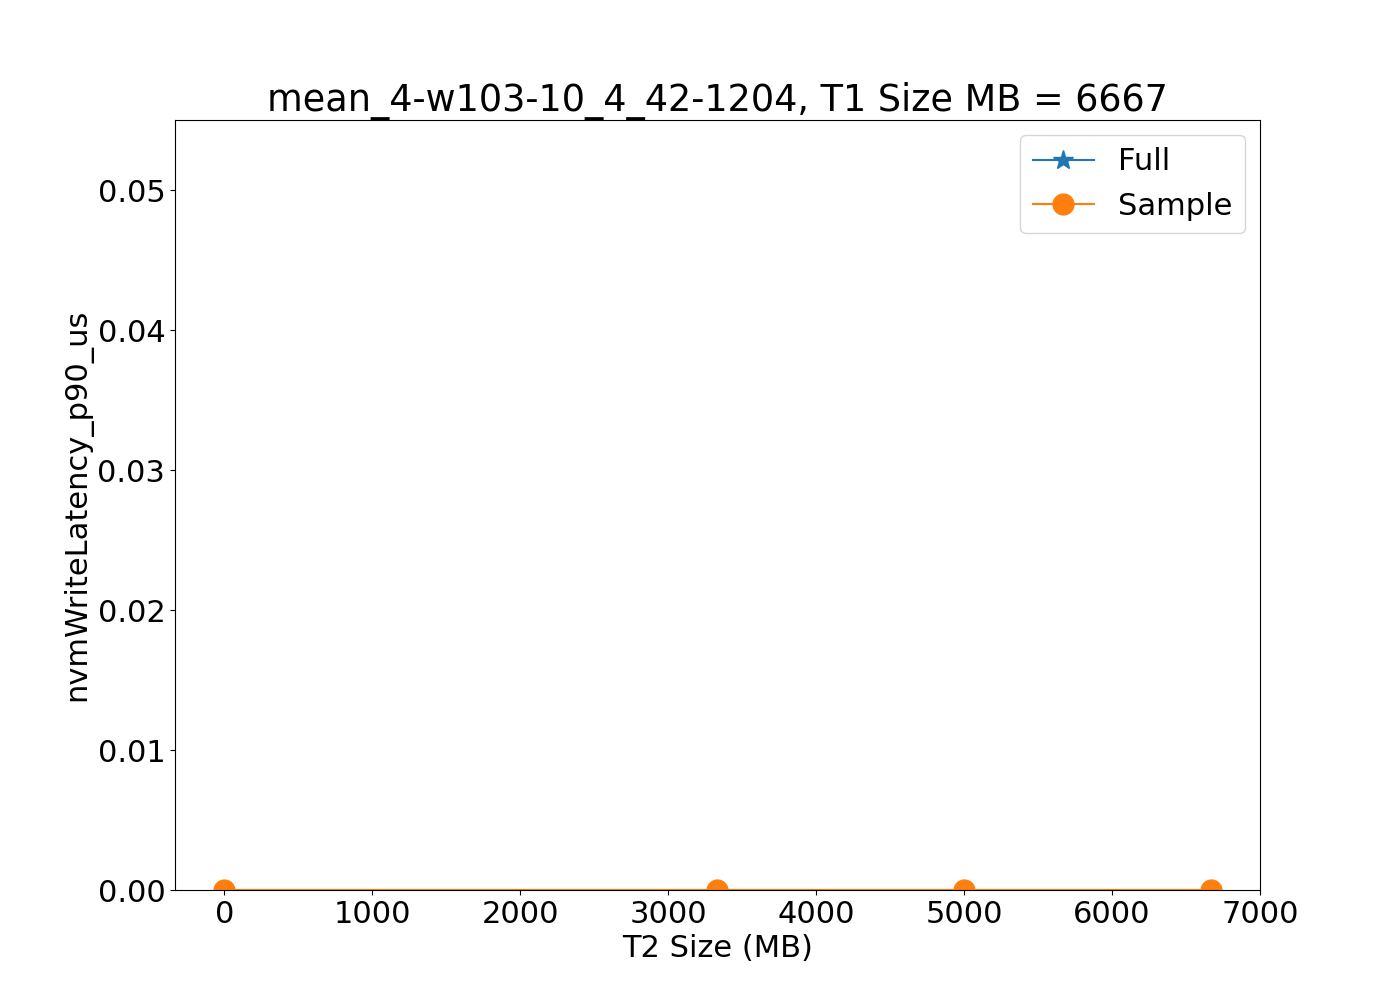 mean_4-w103-10_4_42-1204, T1 Size MB = 6667
Full
Sample
nvmWriteLatency_p90_us
0.05
0.04
0.03
0.02
0.01
0.00
0 1000 2000 3000 4000 5000 6000 7000
T2 Size (MB)